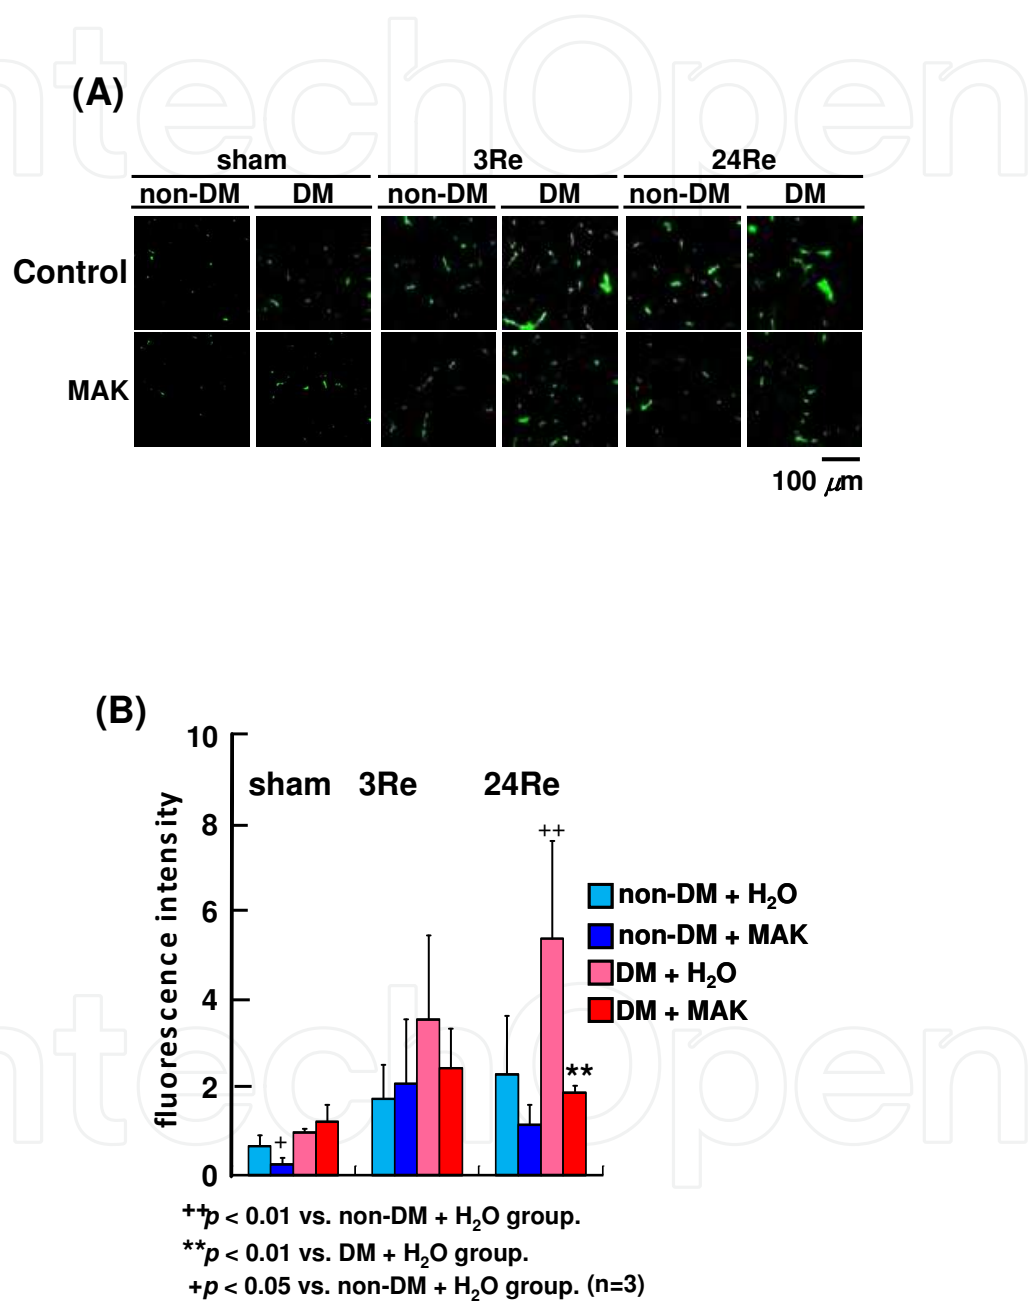 IntechOpen
(A)
sham 3Re 24Re
non-DM DM non-DM DM non-DM DM
Control
MAK
100 μm
(B)
10
sham 3Re 24Re
8
++
fluorescence intensity
6
non-DM + H₂O
non-DM + MAK
DM + H₂O
DM + MAK
4
2
**
+
0
IntechOpen
++p < 0.01 vs. non-DM + H₂O group.
**p < 0.01 vs. DM + H₂O group.
+p < 0.05 vs. non-DM + H₂O group. (n=3)